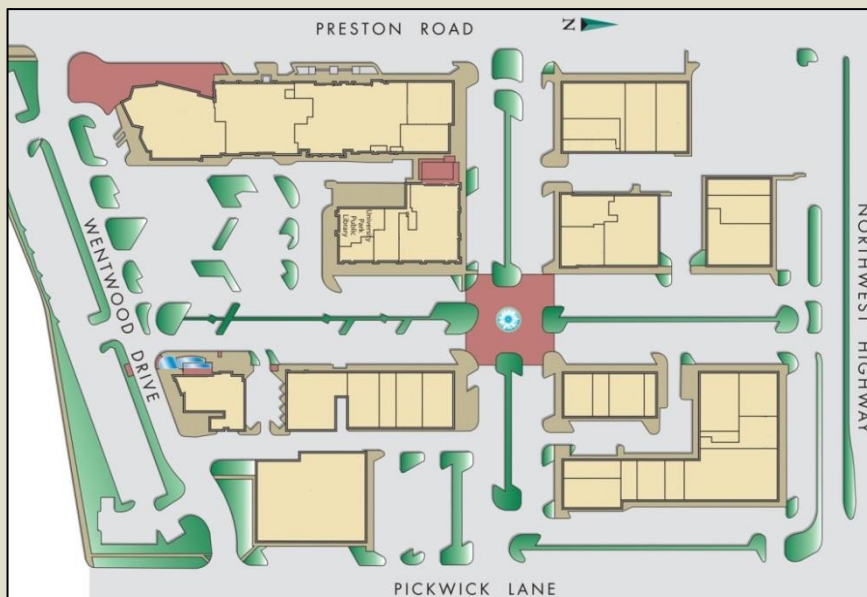 PRESTON ROAD
N
University
Park
Public
Library
WENTWOOD DRIVE
NORTHWEST HIGHWAY
PICKWICK LANE